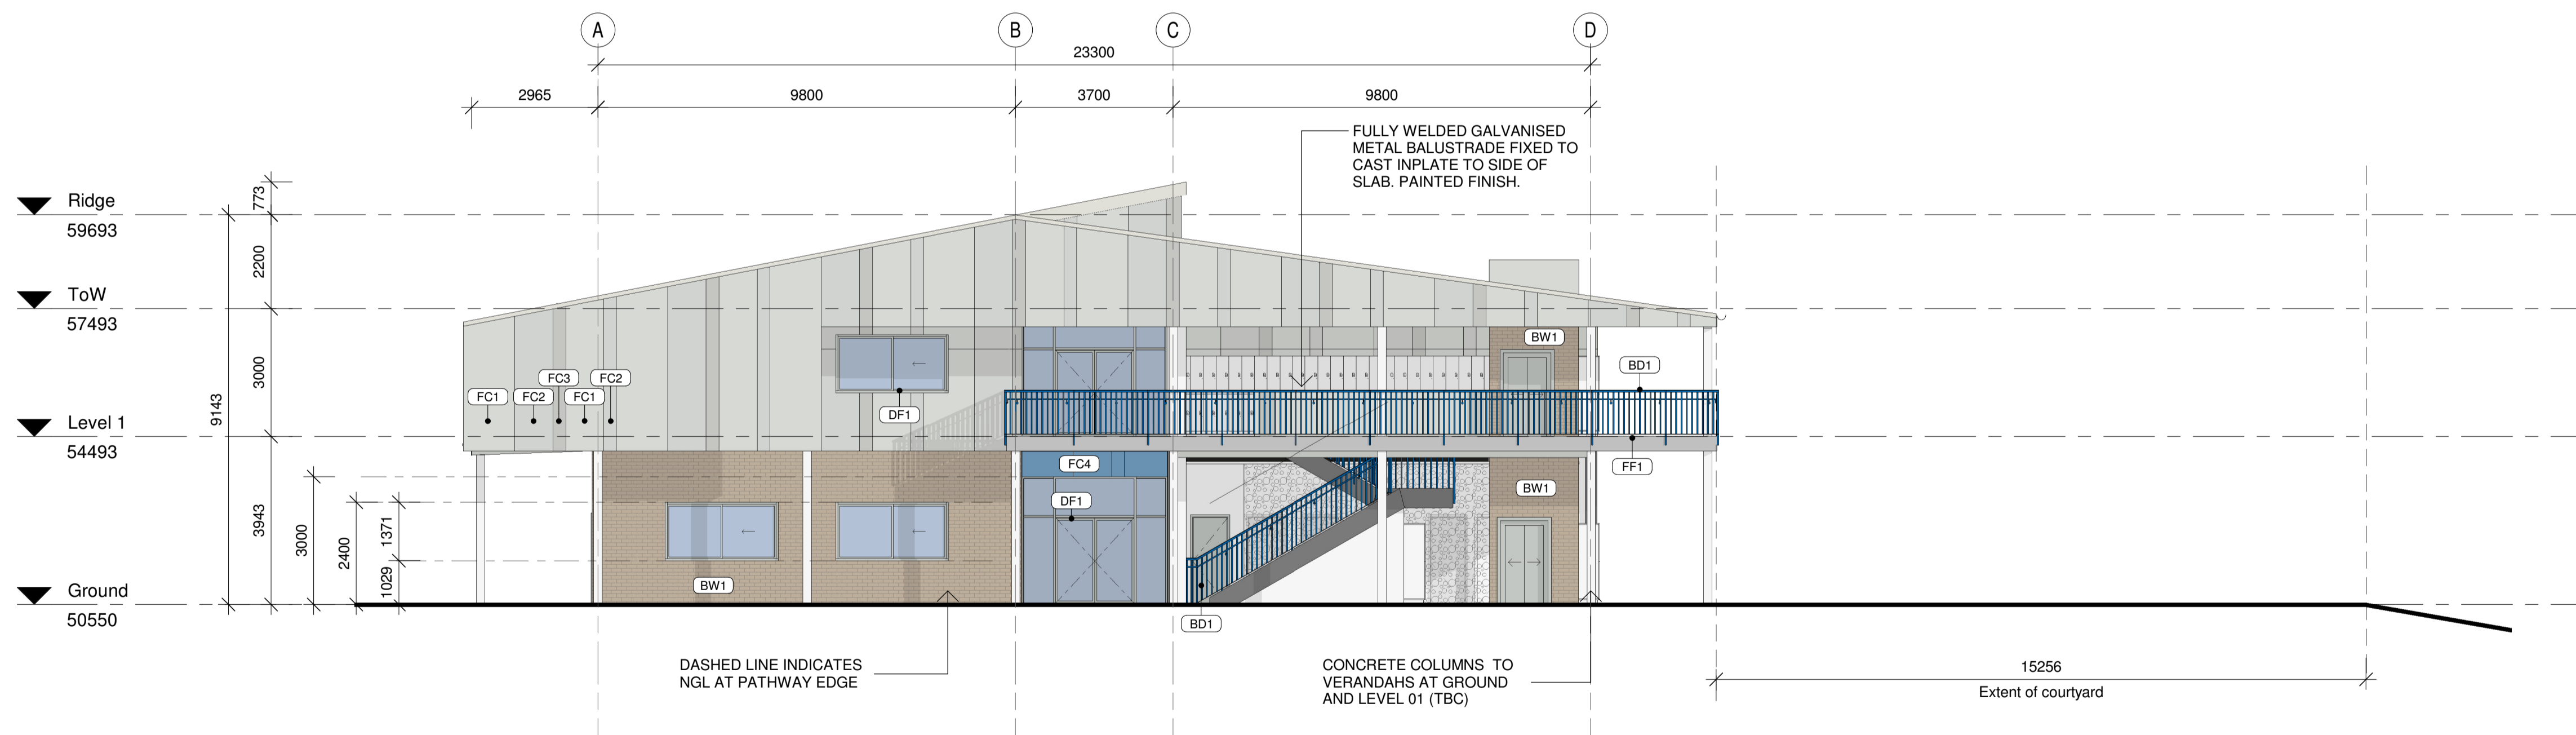 A
B
C
D
23300
2965
9800
3700
9800
FULLY WELDED GALVANISED
METAL BALUSTRADE FIXED TO
CAST INPLATE TO SIDE OF
SLAB. PAINTED FINISH.
Ridge
59693
773
2200
ToW
57493
3000
9143
Level 1
54493
3943
3000
2400
1371
1029
Ground
50550
FC1
FC2
FC3
FC1
FC2
DF1
BW1
BD1
FC4
FF1
DF1
BW1
BW1
BD1
DASHED LINE INDICATES
NGL AT PATHWAY EDGE
CONCRETE COLUMNS TO
VERANDAHS AT GROUND
AND LEVEL 01 (TBC)
15256
Extent of courtyard